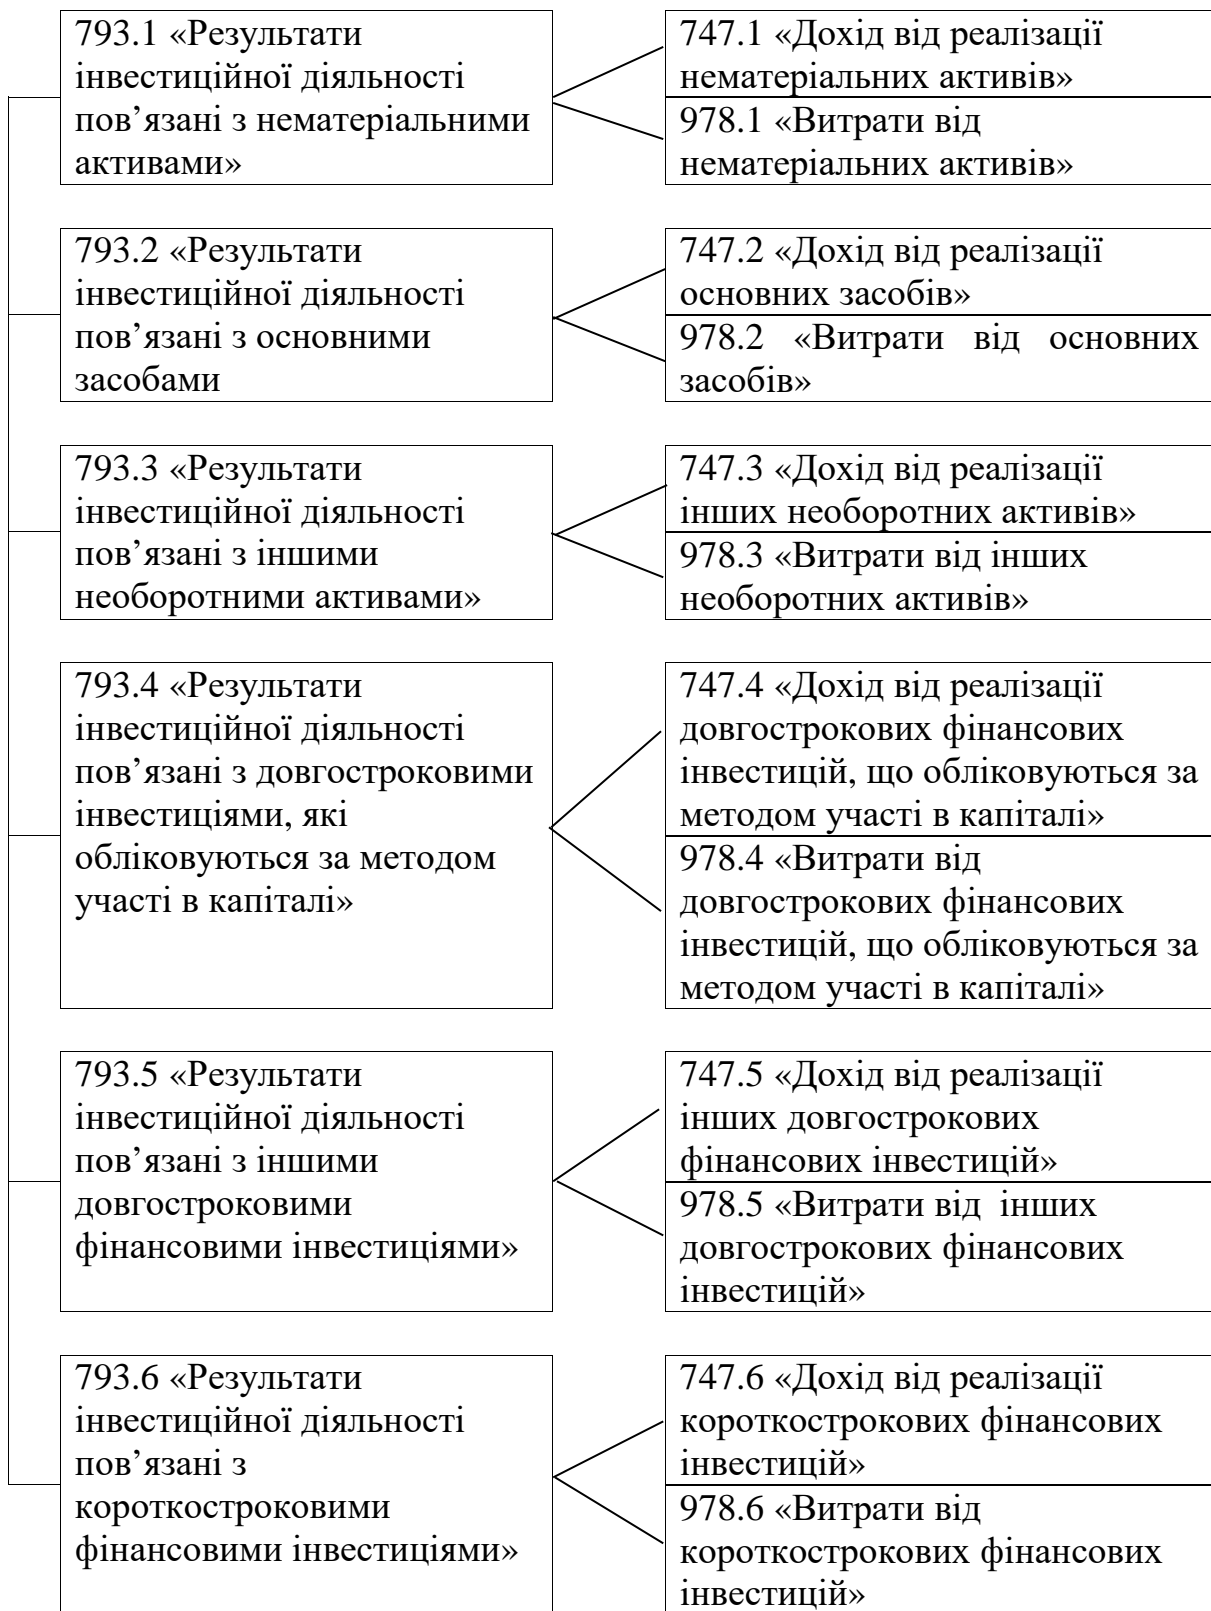 793.1 «Результати
інвестиційної діяльності
пов’язані з нематеріальними
активами»
747.1 «Дохід від реалізації
нематеріальних активів»
978.1 «Витрати від
нематеріальних активів»
793.2 «Результати
інвестиційної діяльності
пов’язані з основними
засобами
747.2 «Дохід від реалізації
основних засобів»
978.2 «Витрати від основних
засобів»
793.3 «Результати
інвестиційної діяльності
пов’язані з іншими
необоротними активами»
747.3 «Дохід від реалізації
інших необоротних активів»
978.3 «Витрати від інших
необоротних активів»
793.4 «Результати
інвестиційної діяльності
пов’язані з довгостроковими
інвестиціями, які
обліковуються за методом
участі в капіталі»
747.4 «Дохід від реалізації
довгострокових фінансових
інвестицій, що обліковуються за
методом участі в капіталі»
978.4 «Витрати від
довгострокових фінансових
інвестицій, що обліковуються за
методом участі в капіталі»
793.5 «Результати
інвестиційної діяльності
пов’язані з іншими
довгостроковими
фінансовими інвестиціями»
747.5 «Дохід від реалізації
інших довгострокових
фінансових інвестицій»
978.5 «Витрати від інших
довгострокових фінансових
інвестицій»
793.6 «Результати
інвестиційної діяльності
пов’язані з
короткостроковими
фінансовими інвестиціями»
747.6 «Дохід від реалізації
короткострокових фінансових
інвестицій»
978.6 «Витрати від
короткострокових фінансових
інвестицій»